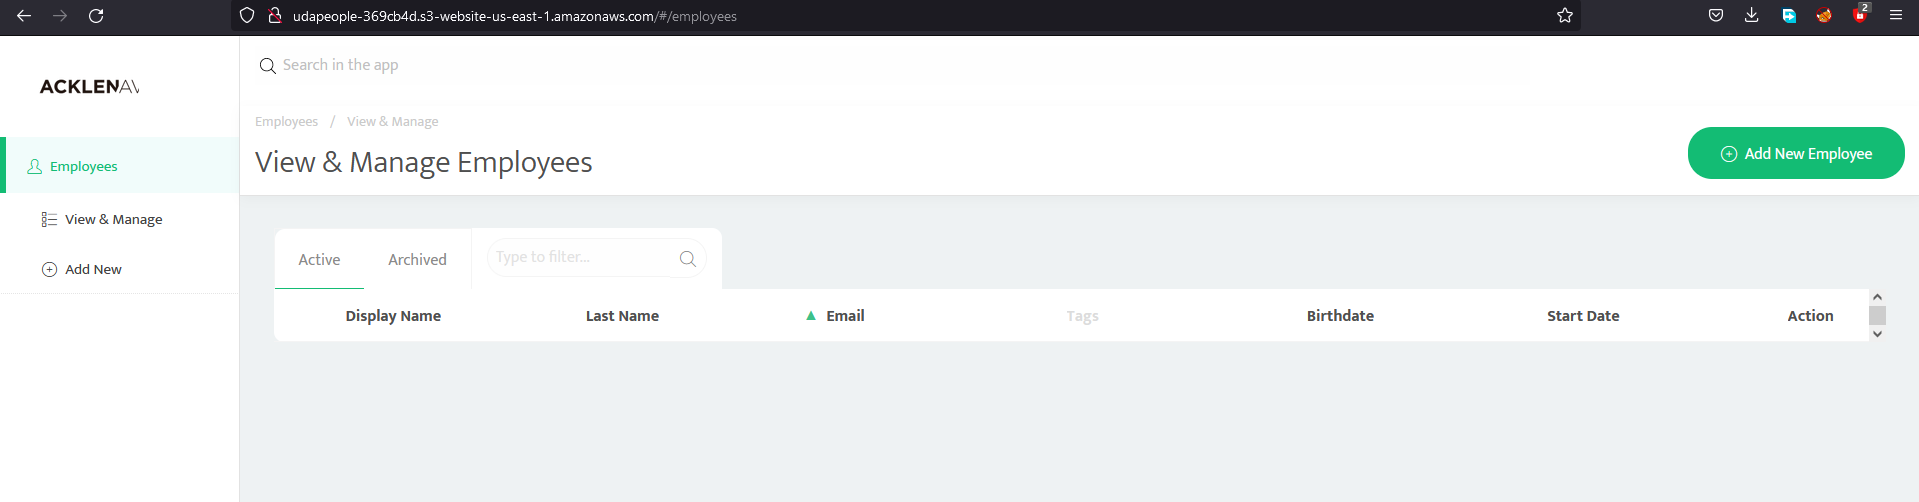 udapeople-369cb4d.s3-website-us-east-1.amazonaws.com/#/employees
2
ACKLENAV
Search in the app
Employees / View & Manage
View & Manage Employees
Add New Employee
Employees
View & Manage
Add New
Active Archived Type to filter...
Display Name Last Name Email Tags Birthdate Start Date Action